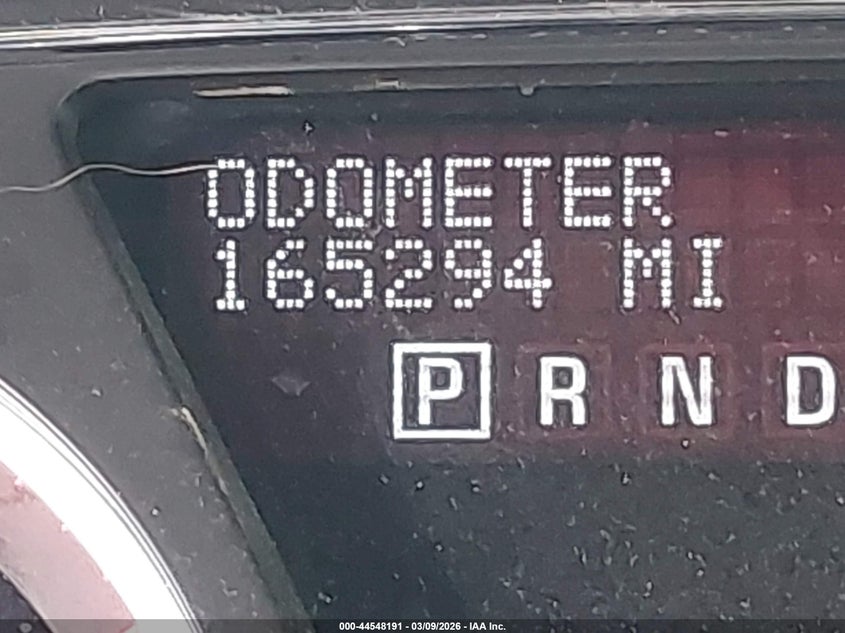 ODOMETER
165294 MI
P R N D
000-44548191 - 03/09/2026 - IAA Inc.